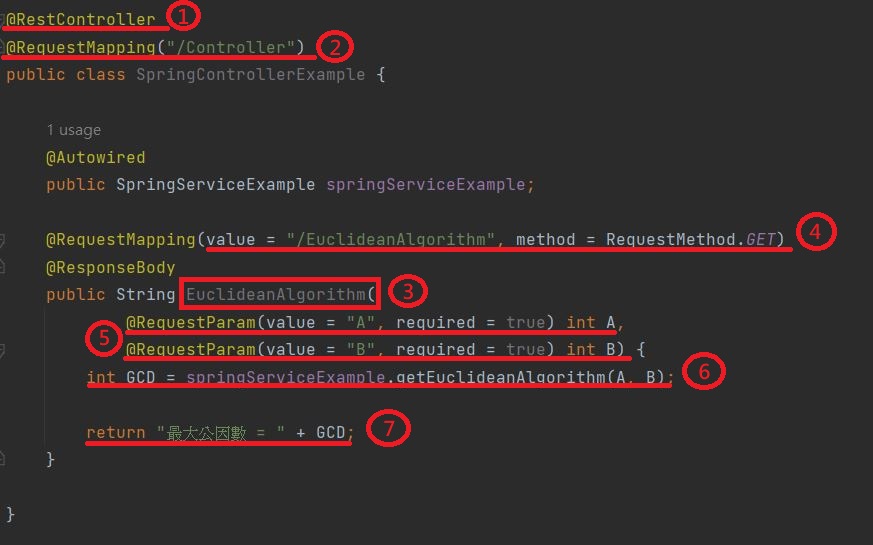 @RestController ①
@RequestMapping("/Controller") ②
public class SpringControllerExample {
1 usage
@Autowired
public SpringServiceExample springServiceExample;
@RequestMapping(value = "/EuclideanAlgorithm", method = RequestMethod.GET) ④
@ResponseBody
public String EuclideanAlgorithm( ③
@RequestParam(value = "A", required = true) int A,
⑤ @RequestParam(value = "B", required = true) int B) {
int GCD = springServiceExample.getEuclideanAlgorithm(A, B); ⑥
return "最大公因數 = " + GCD; ⑦
}
}